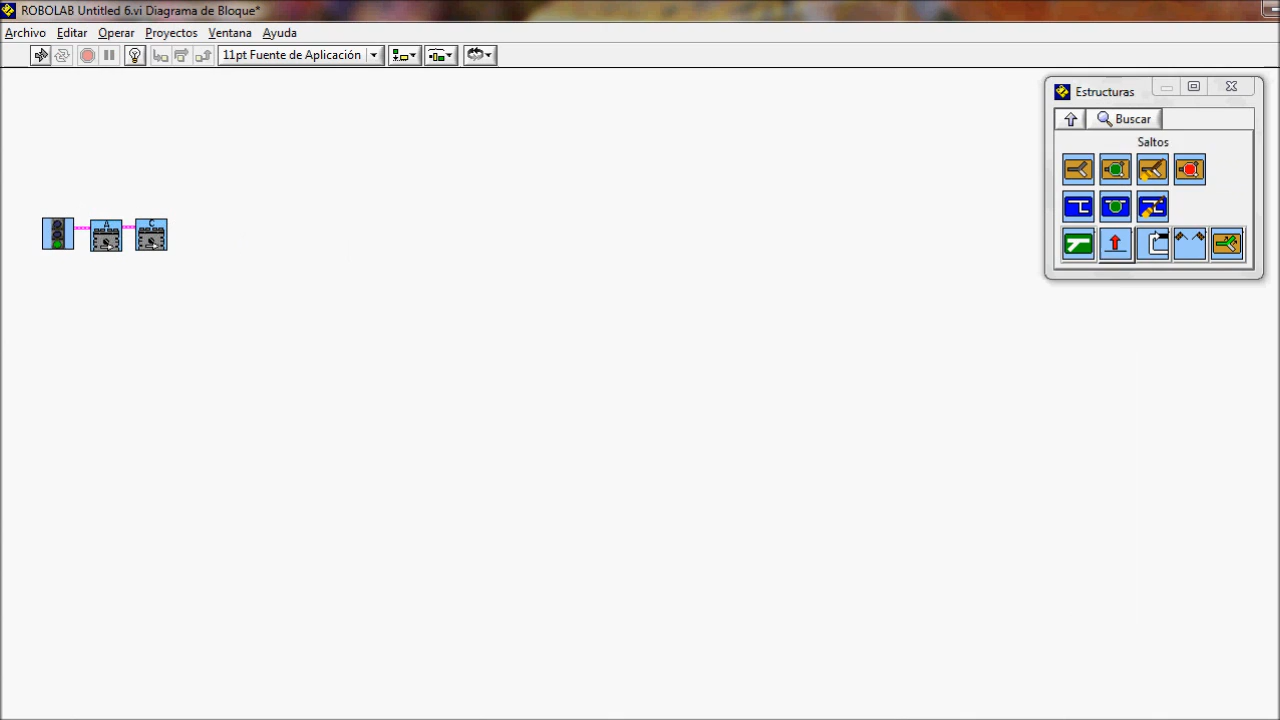 ROBOLAB Untitled 6.vi Diagrama de Bloque*
Archivo Editar Operar Proyectos Ventana Ayuda
11pt Fuente de Aplicación
Estructuras
Buscar
Saltos
A C